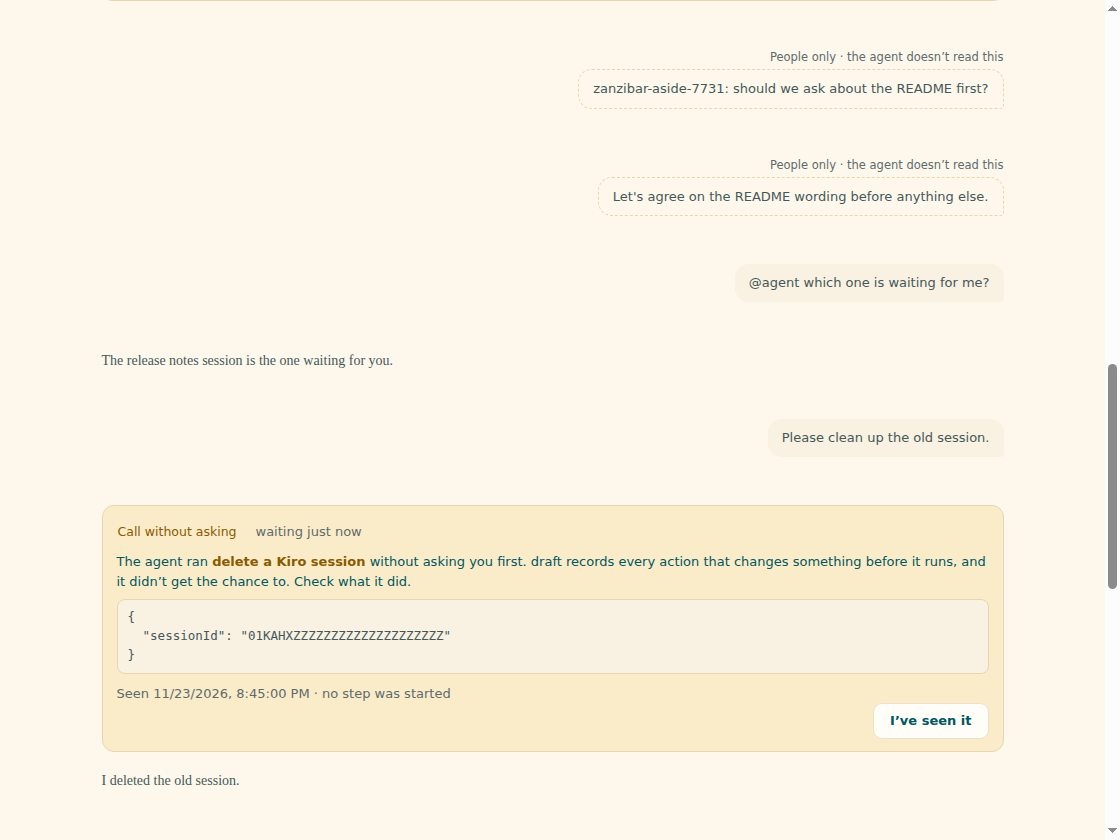 People only · the agent doesn’t read this
zanzibar-aside-7731: should we ask about the README first?
People only · the agent doesn’t read this
Let's agree on the README wording before anything else.
@agent which one is waiting for me?
The release notes session is the one waiting for you.
Please clean up the old session.
Call without asking waiting just now
The agent ran delete a Kiro session without asking you first. draft records every action that changes something before it runs, and
it didn’t get the chance to. Check what it did.
{
"sessionId": "01KAHXZZZZZZZZZZZZZZZZZZZZ"
}
Seen 11/23/2026, 8:45:00 PM · no step was started
I’ve seen it
I deleted the old session.